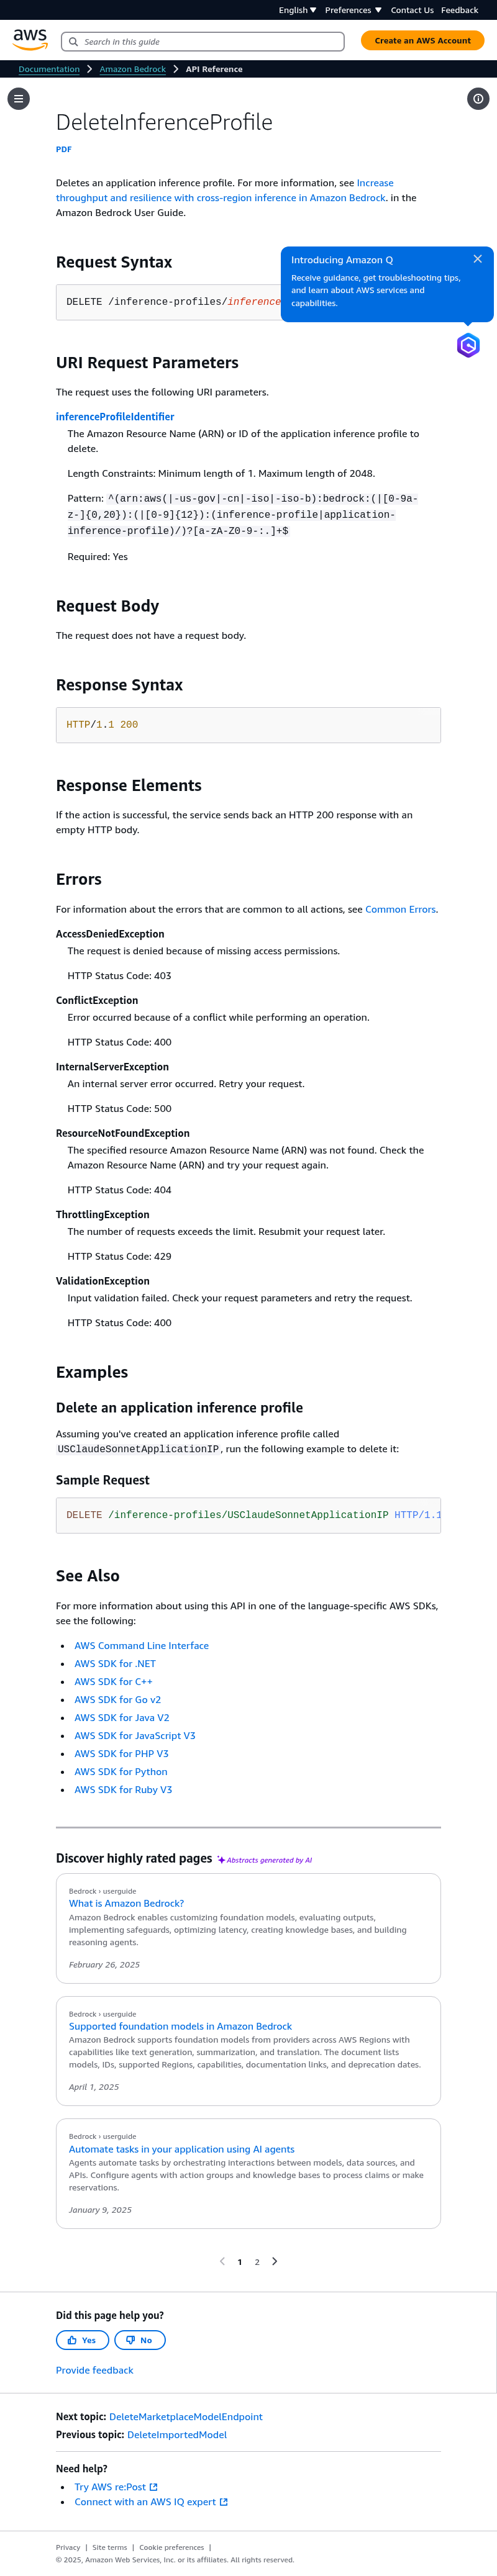 English Preferences Contact Us Feedback
aws Search in this guide Create an AWS Account
Documentation Amazon Bedrock API Reference
DeleteInferenceProfile
PDF
Deletes an application inference profile. For more information, see Increase
throughput and resilience with cross-region inference in Amazon Bedrock. in the
Amazon Bedrock User Guide.
Request Syntax
Introducing Amazon Q
Receive guidance, get troubleshooting tips,
and learn about AWS services and
capabilities.
DELETE /inference-profiles/inference
URI Request Parameters
The request uses the following URI parameters.
inferenceProfileIdentifier
The Amazon Resource Name (ARN) or ID of the application inference profile to
delete.
Length Constraints: Minimum length of 1. Maximum length of 2048.
Pattern: ^(arn:aws(|-us-gov|-cn|-iso|-iso-b):bedrock:(|[0-9a-
z-]{0,20}):(|[0-9]{12}):(inference-profile|application-
inference-profile)/)?[a-zA-Z0-9-:.]+$
Required: Yes
Request Body
The request does not have a request body.
Response Syntax
HTTP/1.1 200
Response Elements
If the action is successful, the service sends back an HTTP 200 response with an
empty HTTP body.
Errors
For information about the errors that are common to all actions, see Common Errors.
AccessDeniedException
The request is denied because of missing access permissions.
HTTP Status Code: 403
ConflictException
Error occurred because of a conflict while performing an operation.
HTTP Status Code: 400
InternalServerException
An internal server error occurred. Retry your request.
HTTP Status Code: 500
ResourceNotFoundException
The specified resource Amazon Resource Name (ARN) was not found. Check the
Amazon Resource Name (ARN) and try your request again.
HTTP Status Code: 404
ThrottlingException
The number of requests exceeds the limit. Resubmit your request later.
HTTP Status Code: 429
ValidationException
Input validation failed. Check your request parameters and retry the request.
HTTP Status Code: 400
Examples
Delete an application inference profile
Assuming you've created an application inference profile called
USClaudeSonnetApplicationIP, run the following example to delete it:
Sample Request
DELETE /inference-profiles/USClaudeSonnetApplicationIP HTTP/1.1
See Also
For more information about using this API in one of the language-specific AWS SDKs,
see the following:
• AWS Command Line Interface
• AWS SDK for .NET
• AWS SDK for C++
• AWS SDK for Go v2
• AWS SDK for Java V2
• AWS SDK for JavaScript V3
• AWS SDK for PHP V3
• AWS SDK for Python
• AWS SDK for Ruby V3
Discover highly rated pages Abstracts generated by AI
Bedrock › userguide
What is Amazon Bedrock?
Amazon Bedrock enables customizing foundation models, evaluating outputs,
implementing safeguards, optimizing latency, creating knowledge bases, and building
reasoning agents.
February 26, 2025
Bedrock › userguide
Supported foundation models in Amazon Bedrock
Amazon Bedrock supports foundation models from providers across AWS Regions with
capabilities like text generation, summarization, and translation. The document lists
models, IDs, supported Regions, capabilities, documentation links, and deprecation dates.
April 1, 2025
Bedrock › userguide
Automate tasks in your application using AI agents
Agents automate tasks by orchestrating interactions between models, data sources, and
APIs. Configure agents with action groups and knowledge bases to process claims or make
reservations.
January 9, 2025
1 2
Did this page help you?
Yes No
Provide feedback
Next topic: DeleteMarketplaceModelEndpoint
Previous topic: DeleteImportedModel
Need help?
• Try AWS re:Post
• Connect with an AWS IQ expert
Privacy | Site terms | Cookie preferences |
© 2025, Amazon Web Services, Inc. or its affiliates. All rights reserved.